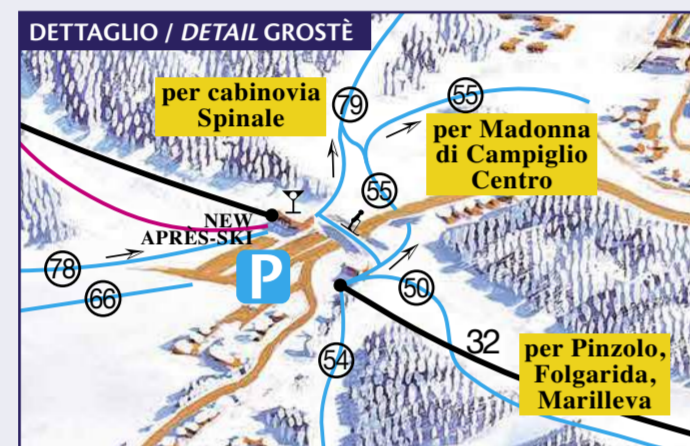 DETTAGLIO / DETAIL GROSTÈ
per cabinovia
Spinale
79
55
per Madonna
di Campiglio
Centro
55
NEW
APRÈS-SKI
78
P
66
50
32
54
per Pinzolo,
Folgarida,
Marilleva